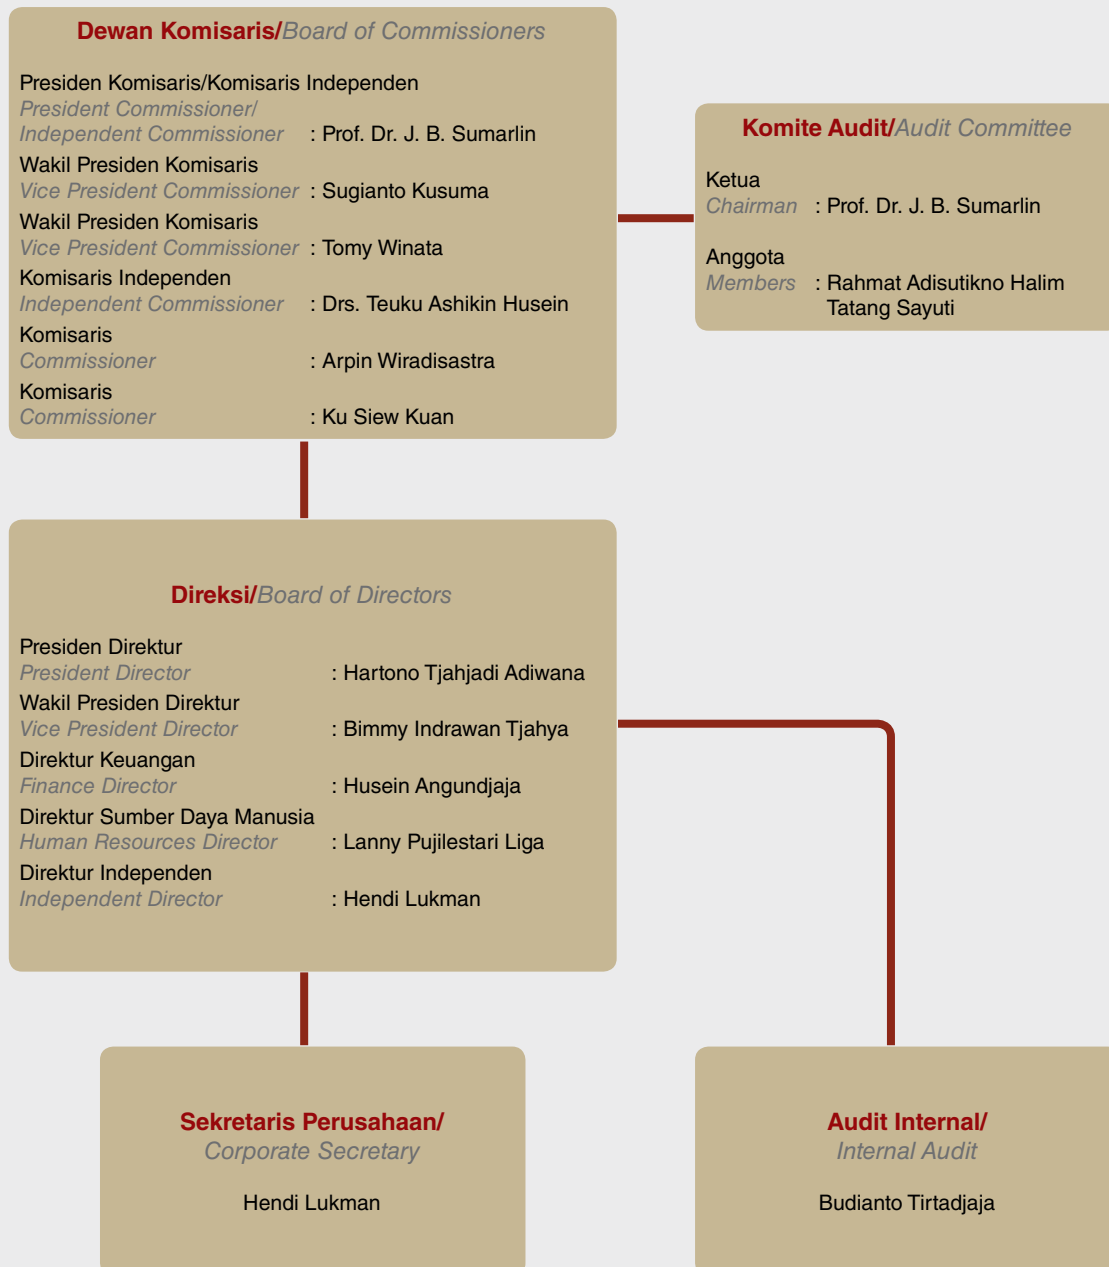 Dewan Komisaris/Board of Commissioners
Presiden Komisaris/Komisaris Independen
President Commissioner/
Independent Commissioner : Prof. Dr. J. B. Sumarlin
Wakil Presiden Komisaris
Vice President Commissioner : Sugianto Kusuma
Wakil Presiden Komisaris
Vice President Commissioner : Tomy Winata
Komisaris Independen
Independent Commissioner : Drs. Teuku Ashikin Husein
Komisaris
Commissioner : Arpin Wiradisastra
Komisaris
Commissioner : Ku Siew Kuan
Komite Audit/Audit Committee
Ketua
Chairman : Prof. Dr. J. B. Sumarlin
Anggota
Members : Rahmat Adisutikno Halim
Tatang Sayuti
Direksi/Board of Directors
Presiden Direktur
President Director : Hartono Tjahjadi Adiwana
Wakil Presiden Direktur
Vice President Director : Bimmy Indrawan Tjahya
Direktur Keuangan
Finance Director : Husein Angundjaja
Direktur Sumber Daya Manusia
Human Resources Director : Lanny Pujilestari Liga
Direktur Independen
Independent Director : Hendi Lukman
Sekretaris Perusahaan/
Corporate Secretary
Hendi Lukman
Audit Internal/
Internal Audit
Budianto Tirtadjaja